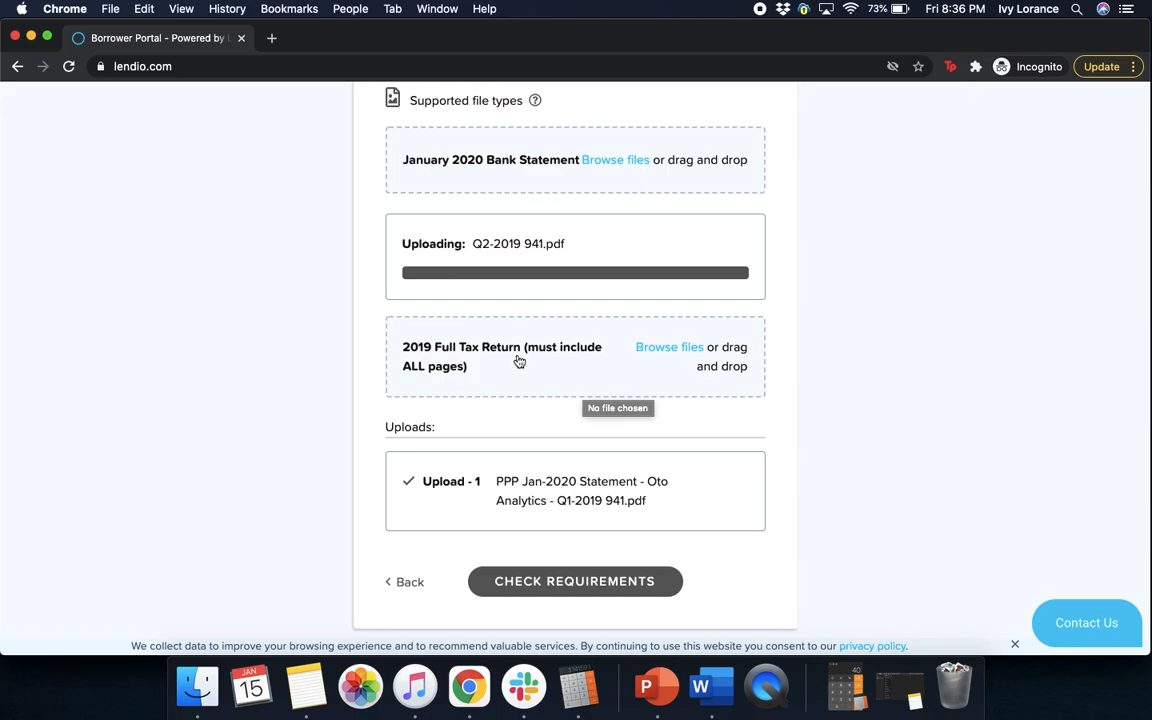 Chrome File Edit View History Bookmarks People Tab Window Help 73% Fri 8:36 PM Ivy Lorance
Borrower Portal - Powered by
lendio.com Tp Incognito Update
Supported file types ?
January 2020 Bank Statement Browse files or drag and drop
Uploading: Q2-2019 941.pdf
2019 Full Tax Return (must include Browse files or drag
ALL pages) and drop
No file chosen
Uploads:
Upload - 1 PPP Jan-2020 Statement - Oto
Analytics - Q1-2019 941.pdf
< Back CHECK REQUIREMENTS
Contact Us
We collect data to improve your browsing experience and to recommend valuable services. By continuing to use this website you consent to our privacy policy.
JAN
15
P W
40